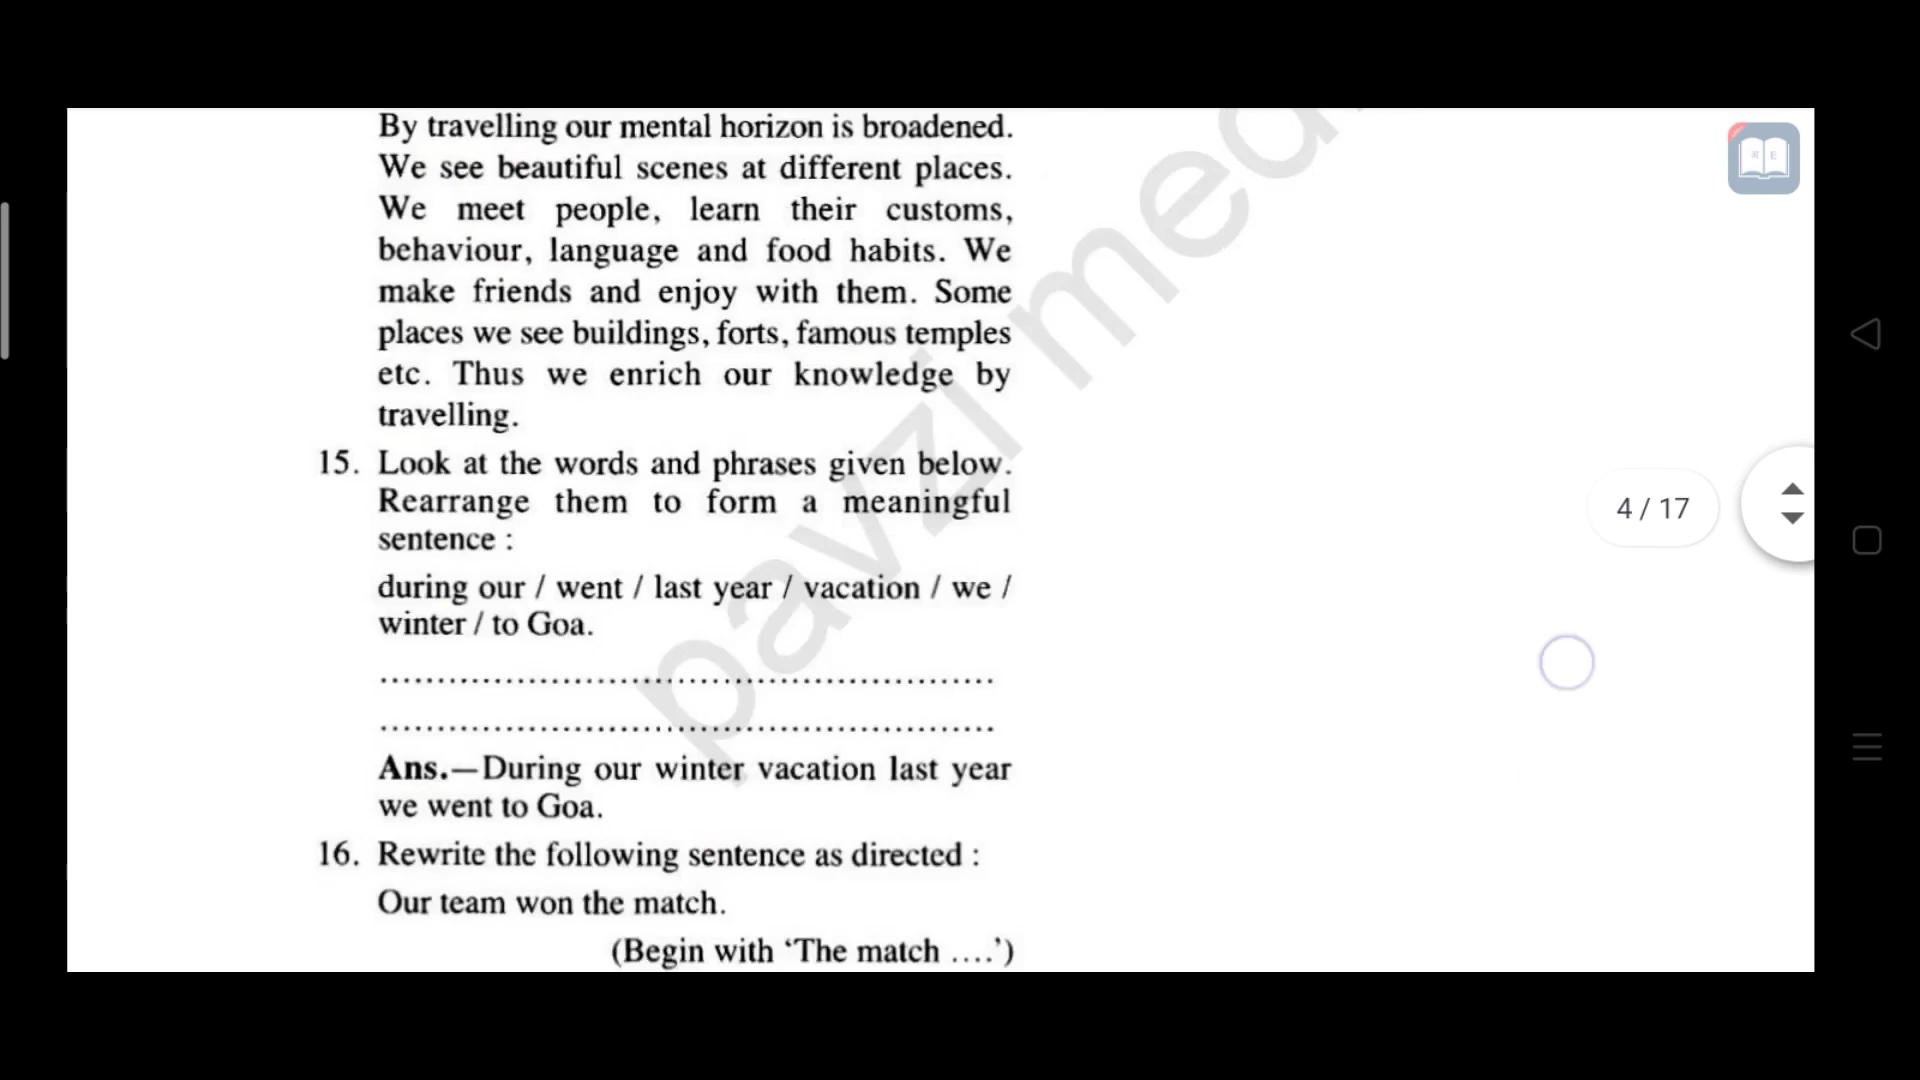 By travelling our mental horizon is broadened.
We see beautiful scenes at different places.
We meet people, learn their customs,
behaviour, language and food habits. We
make friends and enjoy with them. Some
places we see buildings, forts, famous temples
etc. Thus we enrich our knowledge by
travelling.
15. Look at the words and phrases given below.
Rearrange them to form a meaningful
sentence :
during our / went / last year / vacation / we /
winter / to Goa.
......................................................
......................................................
Ans.—During our winter vacation last year
we went to Goa.
16. Rewrite the following sentence as directed :
Our team won the match.
(Begin with ‘The match ....’)
pavzi med
4 / 17
अ E